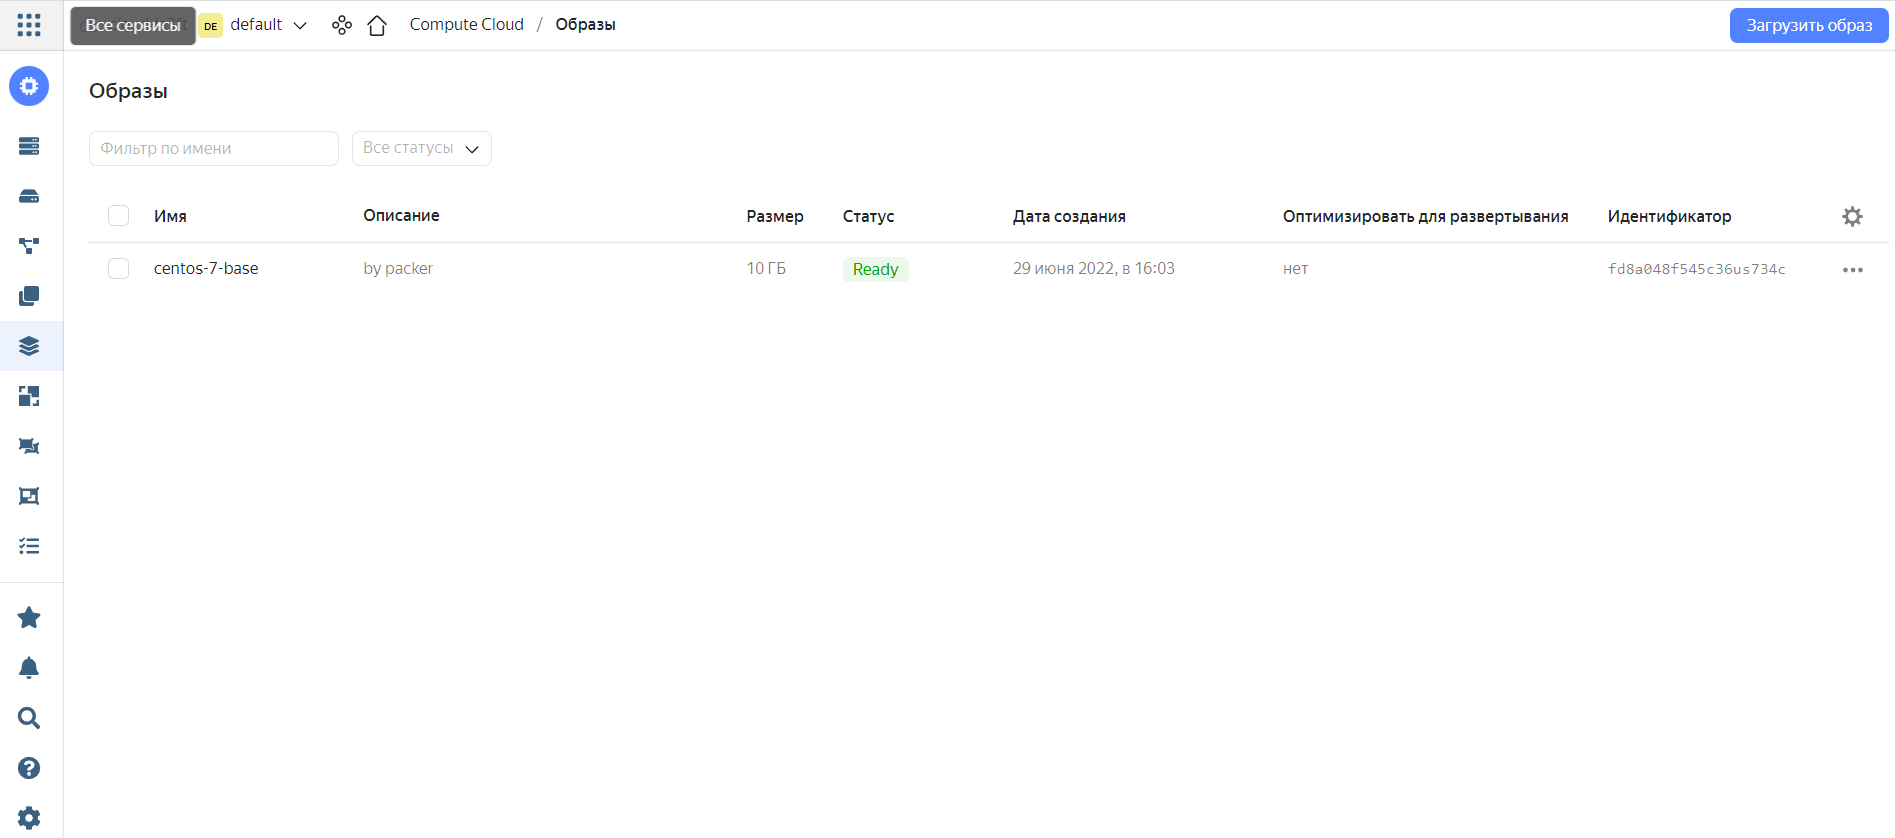 Все сервисы DE default Compute Cloud / Образы Загрузить образ
Образы
Фильтр по имени Все статусы
Имя Описание Размер Статус Дата создания Оптимизировать для развертывания Идентификатор
centos-7-base by packer 10 ГБ Ready 29 июня 2022, в 16:03 нет fd8a048f545c36us734c